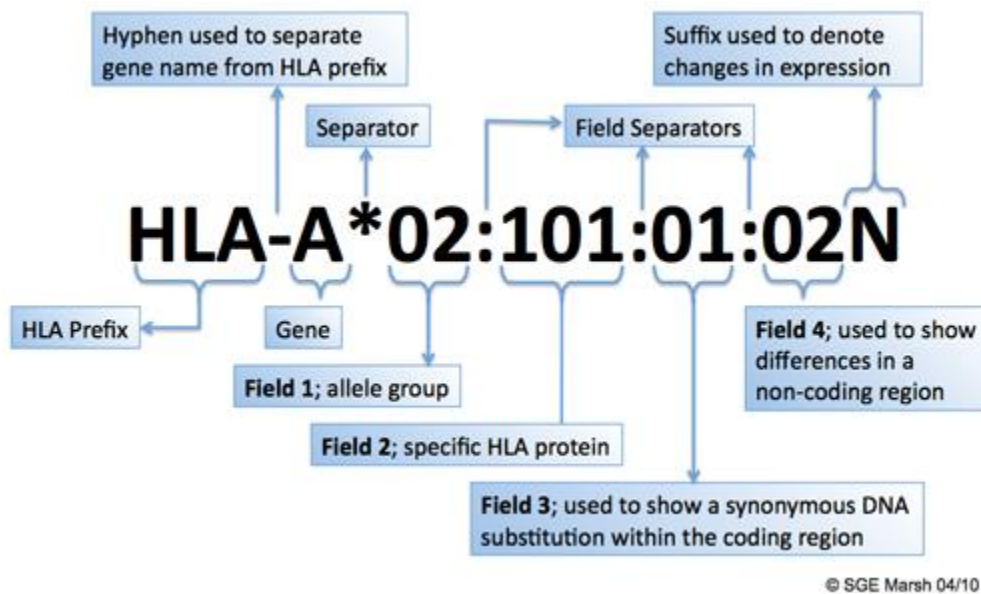 Hyphen used to separate
gene name from HLA prefix
Suffix used to denote
changes in expression
Separator
Field Separators
HLA-A*02:101:01:02N
HLA Prefix
Gene
Field 4; used to show
differences in a
non-coding region
Field 1; allele group
Field 2; specific HLA protein
Field 3; used to show a synonymous DNA
substitution within the coding region
© SGE Marsh 04/10